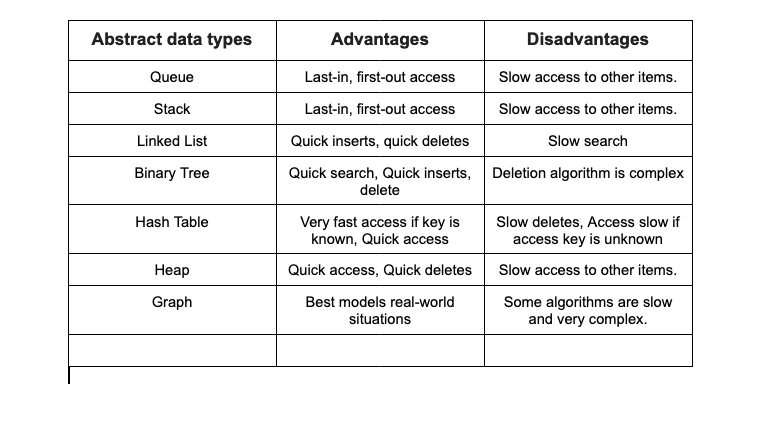 Abstract data types Advantages Disadvantages
Queue Last-in, first-out access Slow access to other items.
Stack Last-in, first-out access Slow access to other items.
Linked List Quick inserts, quick deletes Slow search
Binary Tree Quick search, Quick inserts, Deletion algorithm is complex
delete
Hash Table Very fast access if key is Slow deletes, Access slow if
known, Quick access access key is unknown
Heap Quick access, Quick deletes Slow access to other items.
Graph Best models real-world Some algorithms are slow
situations and very complex.